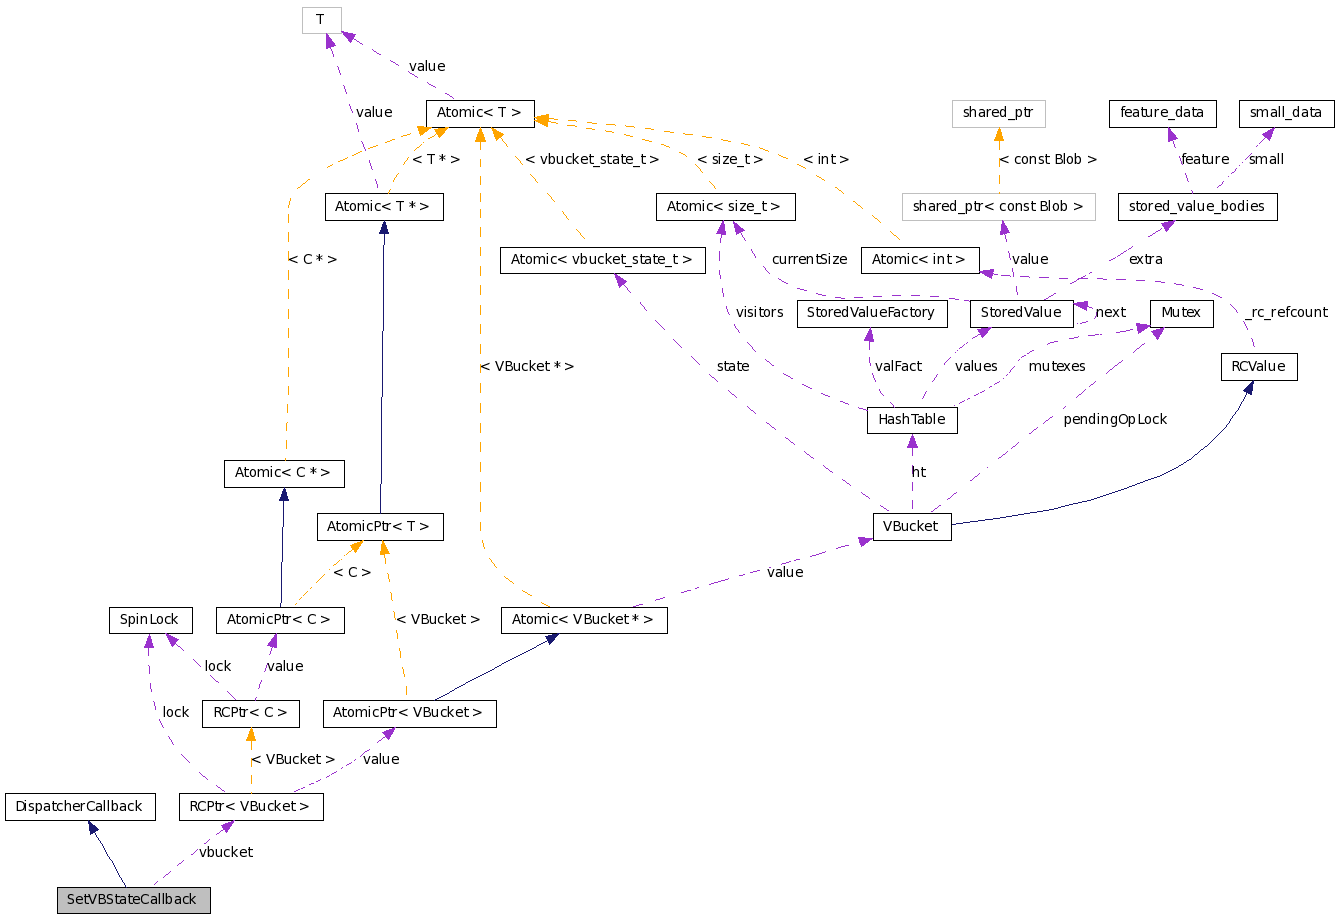 T
value
value
Atomic< T >
shared_ptr
feature_data
small_data
< T * >
< vbucket_state_t >
< size_t >
< int >
< const Blob >
feature
small
Atomic< T * >
Atomic< size_t >
shared_ptr< const Blob >
stored_value_bodies
< C * >
Atomic< vbucket_state_t >
currentSize
Atomic< int >
value
extra
visitors
StoredValueFactory
StoredValue
next
Mutex
_rc_refcount
< VBucket * >
state
valFact
values
mutexes
RCValue
HashTable
pendingOpLock
Atomic< C * >
ht
AtomicPtr< T >
VBucket
< C >
value
SpinLock
AtomicPtr< C >
< VBucket >
Atomic< VBucket * >
lock
value
lock
RCPtr< C >
AtomicPtr< VBucket >
< VBucket >
value
DispatcherCallback
RCPtr< VBucket >
vbucket
SetVBStateCallback